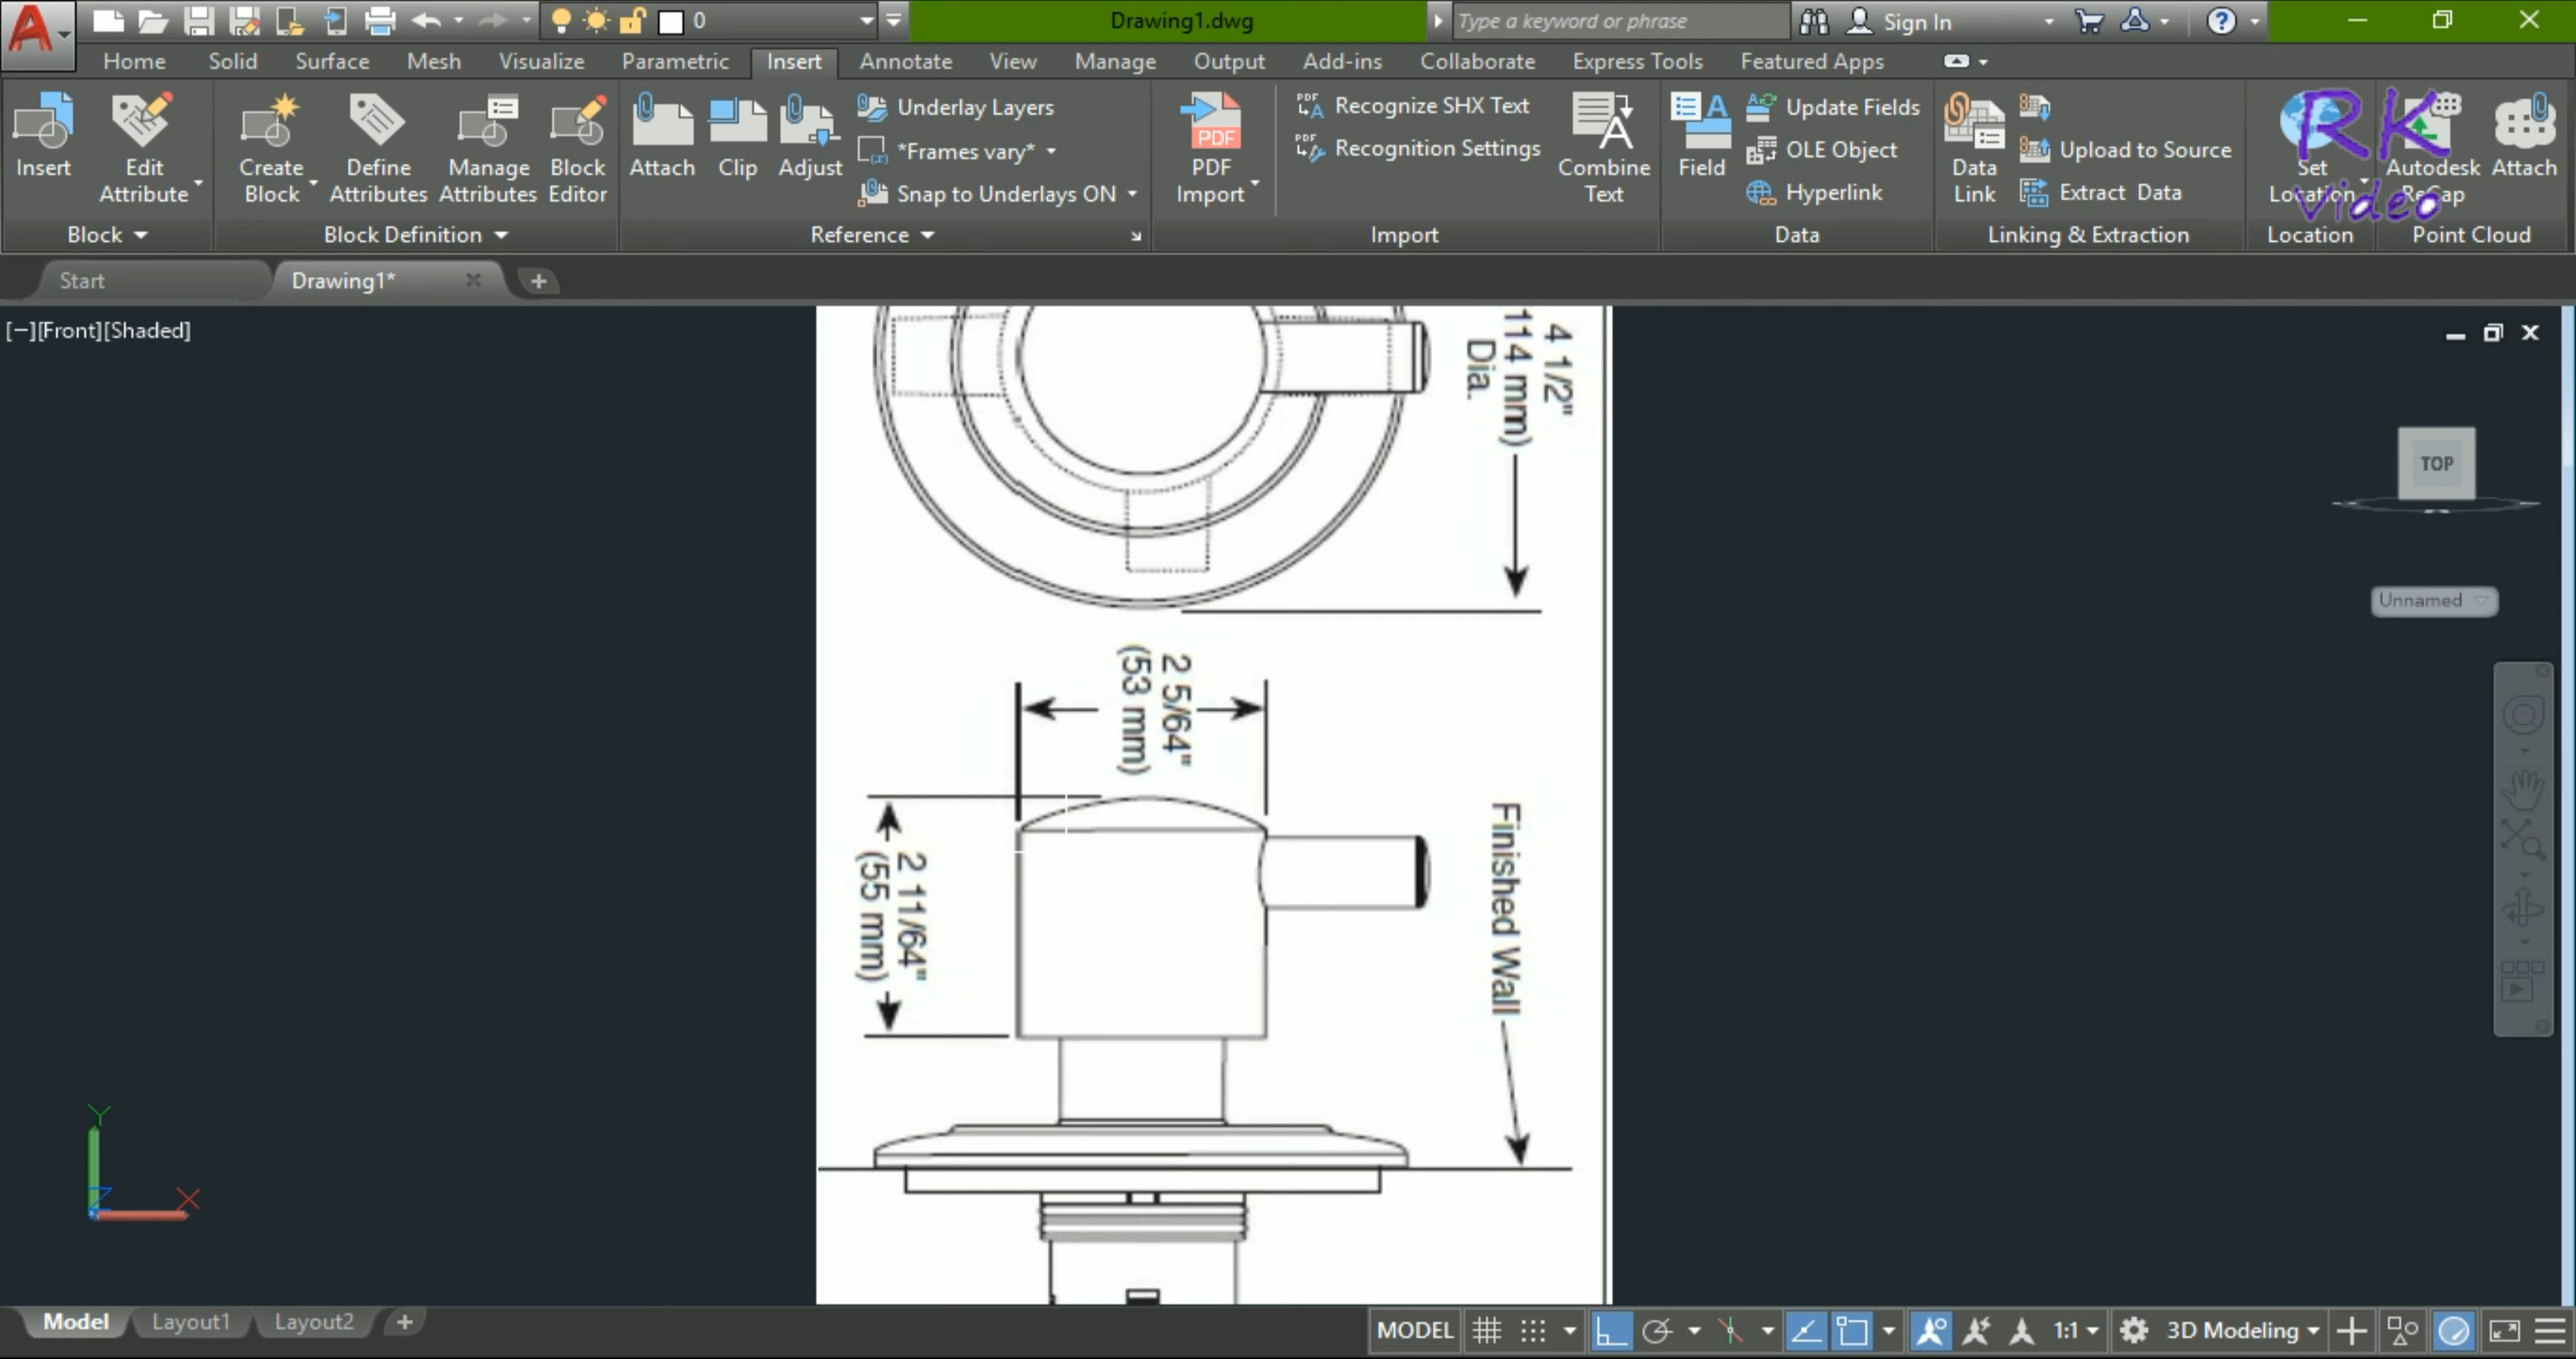 0
Drawing1.dwg
Type a keyword or phrase
Sign In
Home
Solid
Surface
Mesh
Visualize
Parametric
Insert
Annotate
View
Manage
Output
Add-ins
Collaborate
Express Tools
Featured Apps
Insert
Edit
Attribute
Create
Block
Define
Attributes
Manage
Attributes
Block
Editor
Attach
Clip
Adjust
Underlay Layers
*Frames vary*
Snap to Underlays ON
PDF
PDF
Import
PDF
Recognize SHX Text
PDF
Recognition Settings
Combine
Text
Field
Update Fields
OLE Object
Hyperlink
Data
Link
Upload to Source
Extract Data
Set
Location
Autodesk
ReCap
Attach
RK
video
Block
Block Definition
Reference
Import
Data
Linking & Extraction
Location
Point Cloud
Start
Drawing1*
[−][Front][Shaded]
4 1/2"
114 mm)
Dia.
TOP
Unnamed
2 5/64"
(53 mm)
2 11/64"
(55 mm)
Finished Wall
Y
Z
X
Model
Layout1
Layout2
MODEL
1:1
3D Modeling